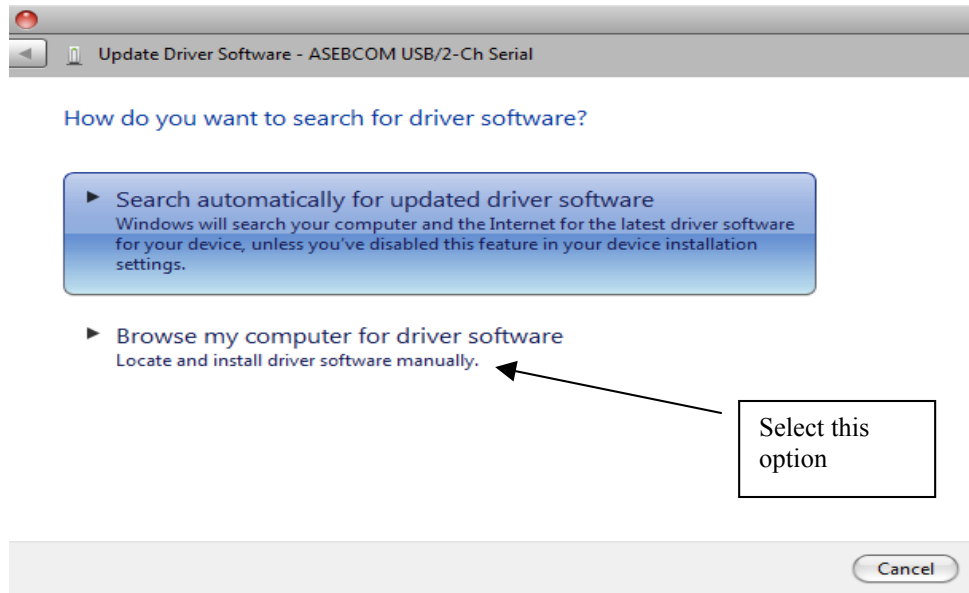 Update Driver Software - ASEBCOM USB/2-Ch Serial
How do you want to search for driver software?
Search automatically for updated driver software
Windows will search your computer and the Internet for the latest driver software
for your device, unless you've disabled this feature in your device installation
settings.
Browse my computer for driver software
Locate and install driver software manually.
Select this
option
Cancel